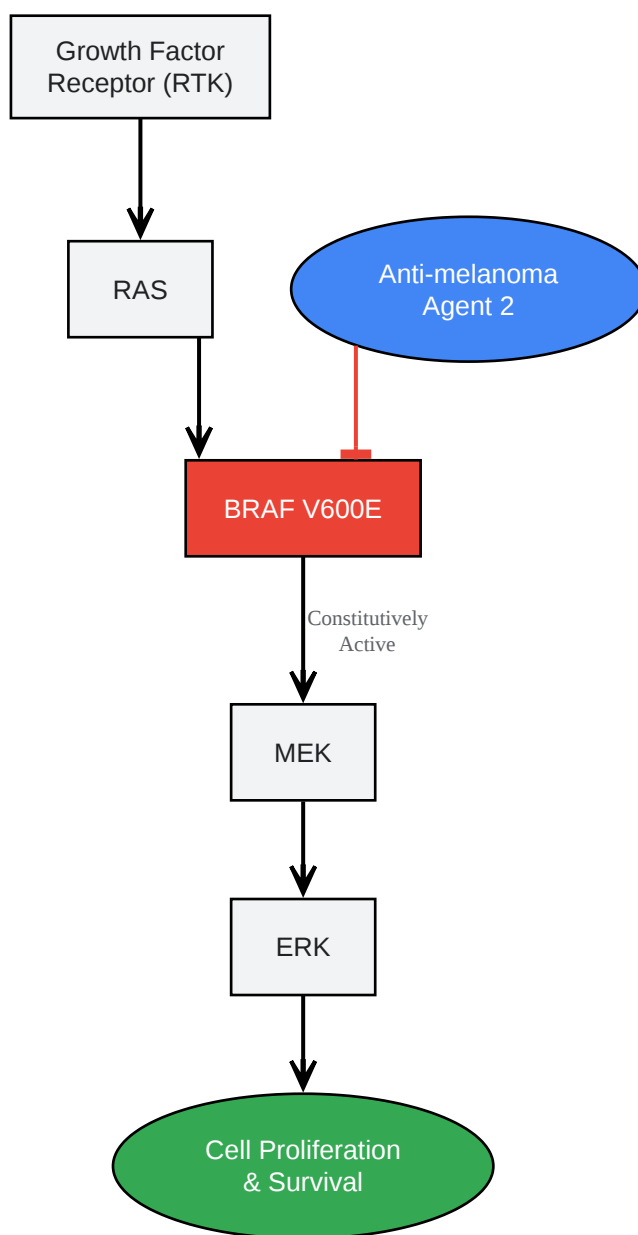 Growth Factor
Receptor (RTK)
RAS
Anti-melanoma
Agent 2
BRAF V600E
Constitutively
Active
MEK
ERK
Cell Proliferation
& Survival